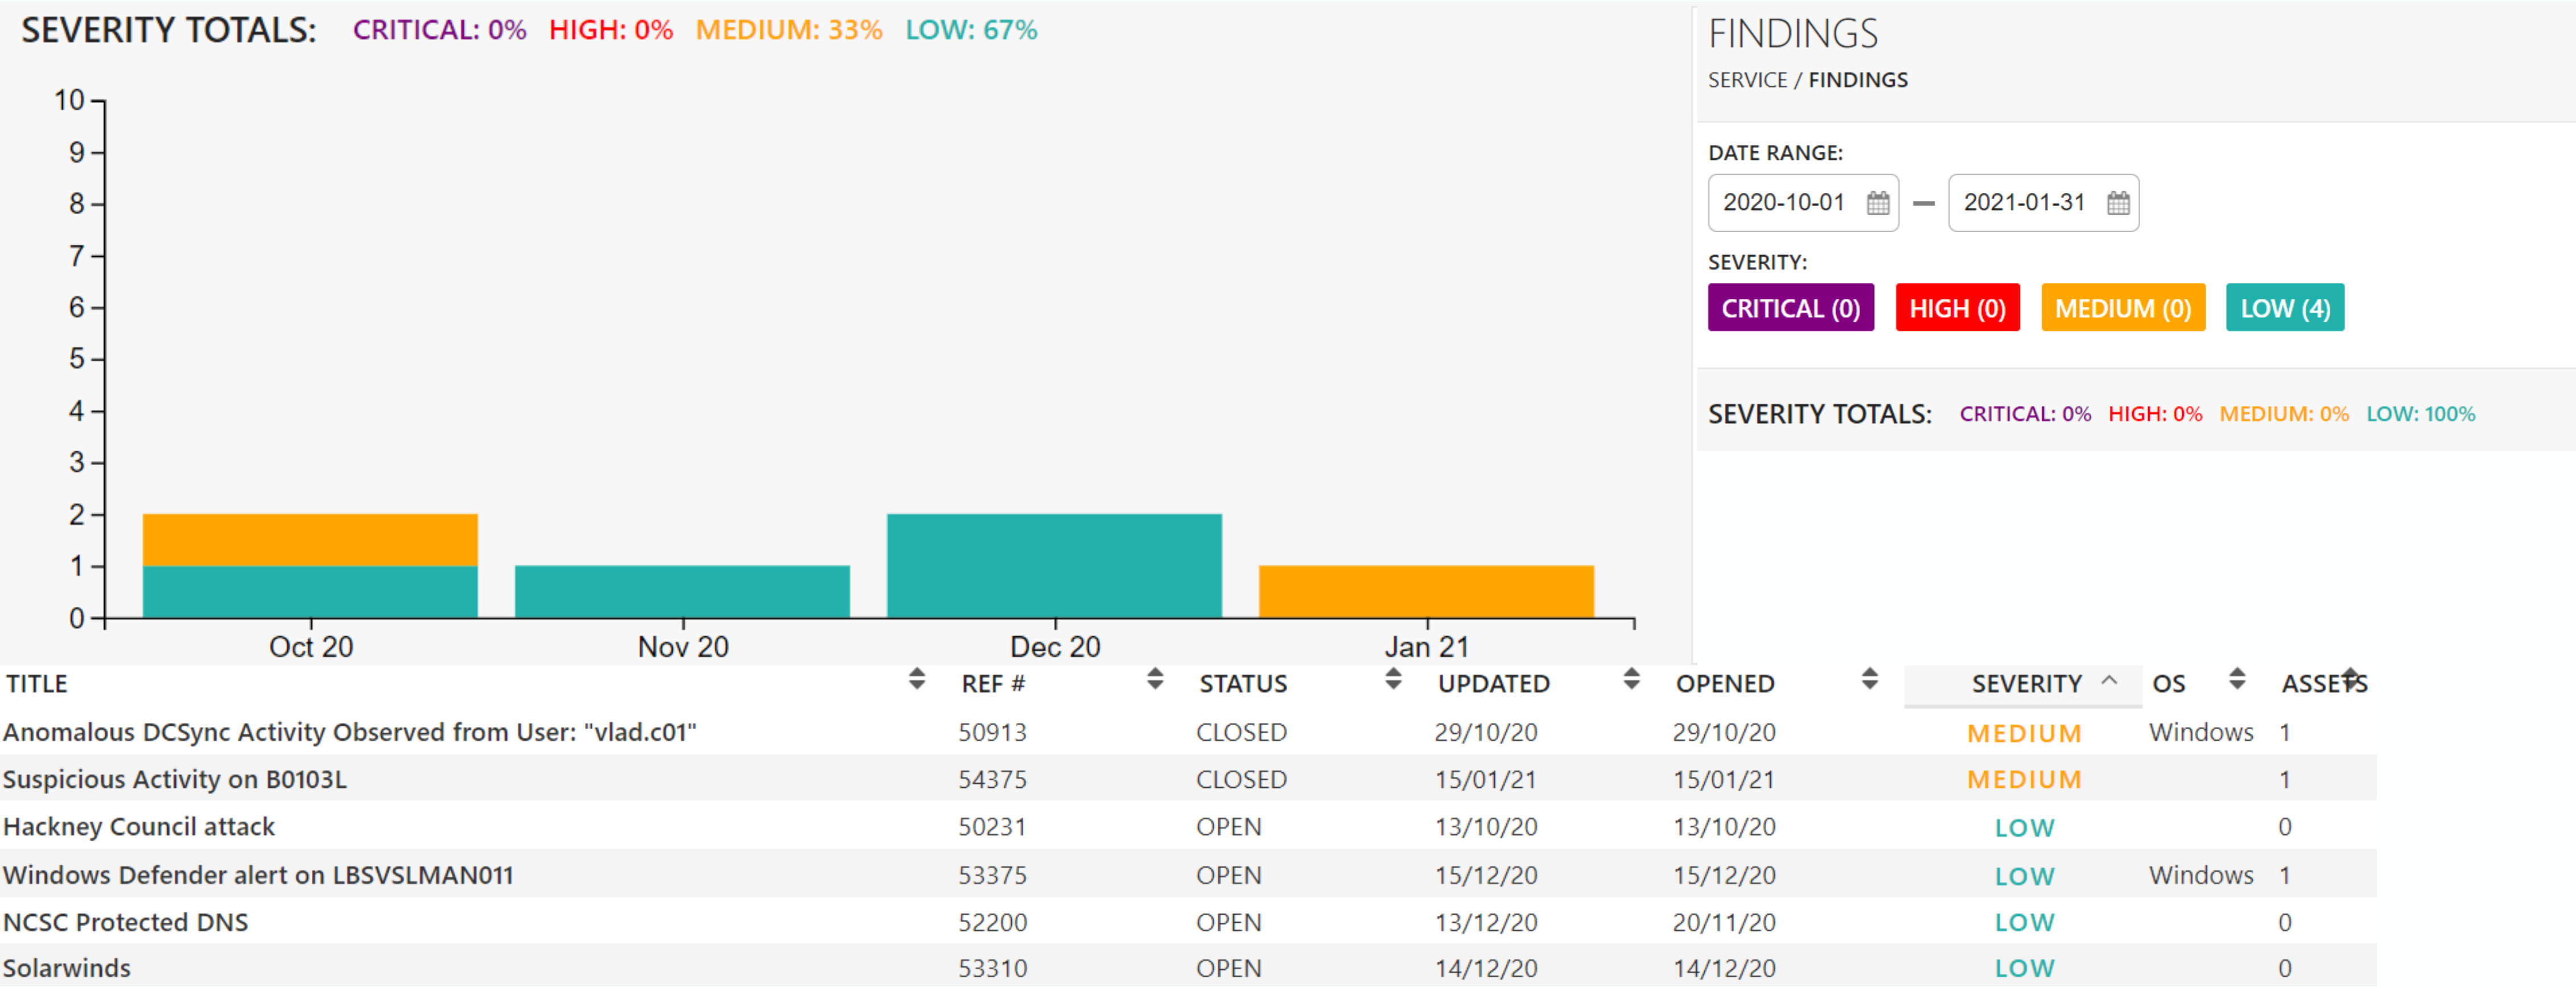 SEVERITY TOTALS: CRITICAL: 0% HIGH: 0% MEDIUM: 33% LOW: 67%
10
9
8
7
6
5
4
3
2
1
0
Oct 20 Nov 20 Dec 20 Jan 21
FINDINGS
SERVICE / FINDINGS
DATE RANGE:
2020-10-01 — 2021-01-31
SEVERITY:
CRITICAL (0) HIGH (0) MEDIUM (0) LOW (4)
SEVERITY TOTALS: CRITICAL: 0% HIGH: 0% MEDIUM: 0% LOW: 100%
TITLE REF # STATUS UPDATED OPENED SEVERITY OS ASSETS
Anomalous DCSync Activity Observed from User: "vlad.c01" 50913 CLOSED 29/10/20 29/10/20 MEDIUM Windows 1
Suspicious Activity on B0103L 54375 CLOSED 15/01/21 15/01/21 MEDIUM 1
Hackney Council attack 50231 OPEN 13/10/20 13/10/20 LOW 0
Windows Defender alert on LBSVSLMAN011 53375 OPEN 15/12/20 15/12/20 LOW Windows 1
NCSC Protected DNS 52200 OPEN 13/12/20 20/11/20 LOW 0
Solarwinds 53310 OPEN 14/12/20 14/12/20 LOW 0